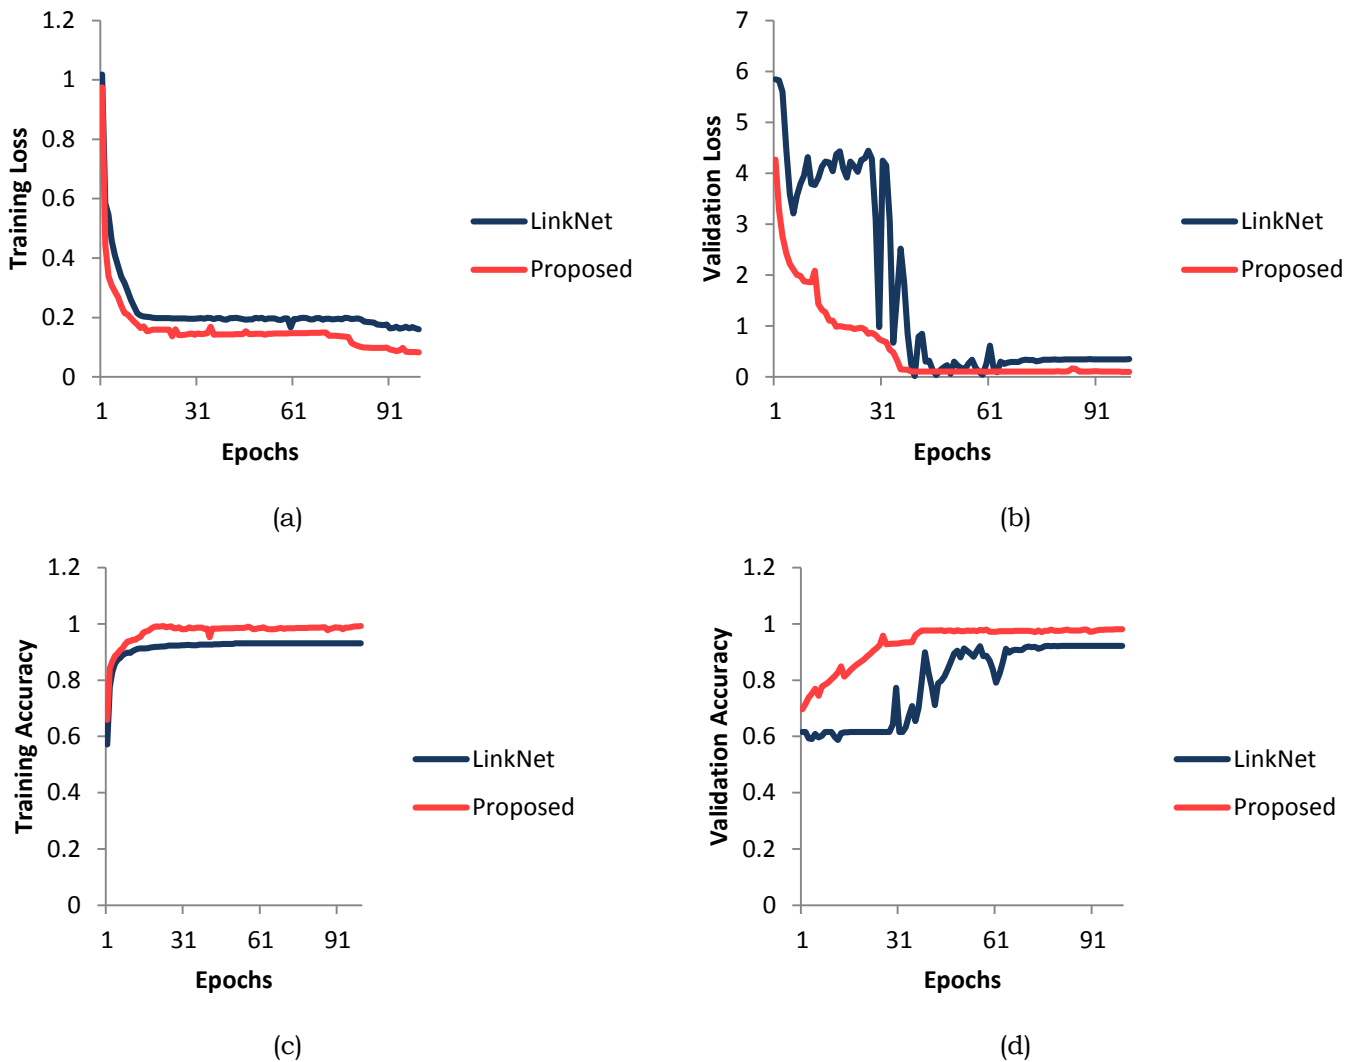 1.2
1
0.8
0.6
0.4
0.2
0
Training Loss
1 31 61 91
Epochs
LinkNet
Proposed
(a)
7
6
5
4
3
2
1
0
Validation Loss
1 31 61 91
Epochs
LinkNet
Proposed
(b)
1.2
1
0.8
0.6
0.4
0.2
0
Training Accuracy
1 31 61 91
Epochs
LinkNet
Proposed
(c)
1.2
1
0.8
0.6
0.4
0.2
0
Validation Accuracy
1 31 61 91
Epochs
LinkNet
Proposed
(d)